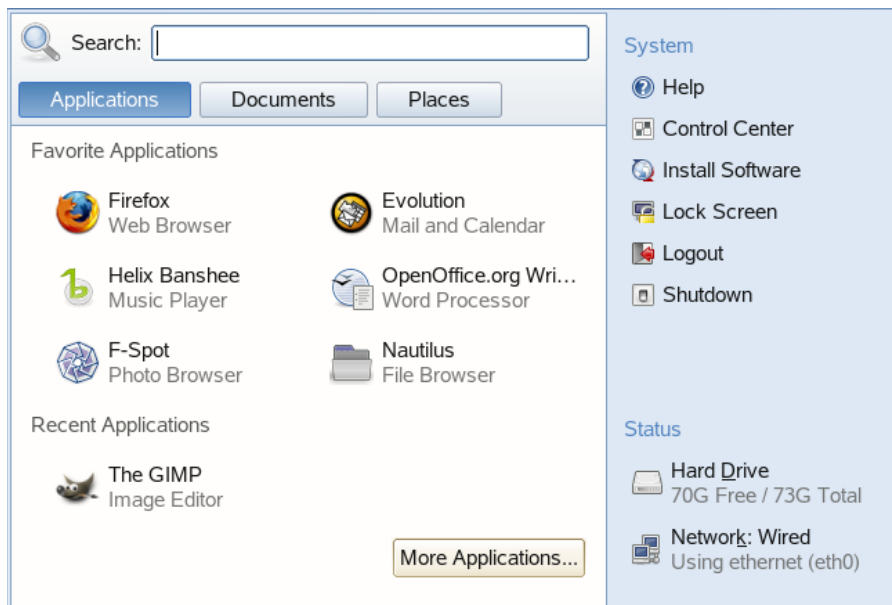 Search:
Applications
Documents
Places
Favorite Applications
Firefox
Web Browser
Evolution
Mail and Calendar
Helix Banshee
Music Player
OpenOffice.org Wri...
Word Processor
F-Spot
Photo Browser
Nautilus
File Browser
Recent Applications
The GIMP
Image Editor
More Applications...
System
Help
Control Center
Install Software
Lock Screen
Logout
Shutdown
Status
Hard Drive
70G Free / 73G Total
Network: Wired
Using ethernet (eth0)